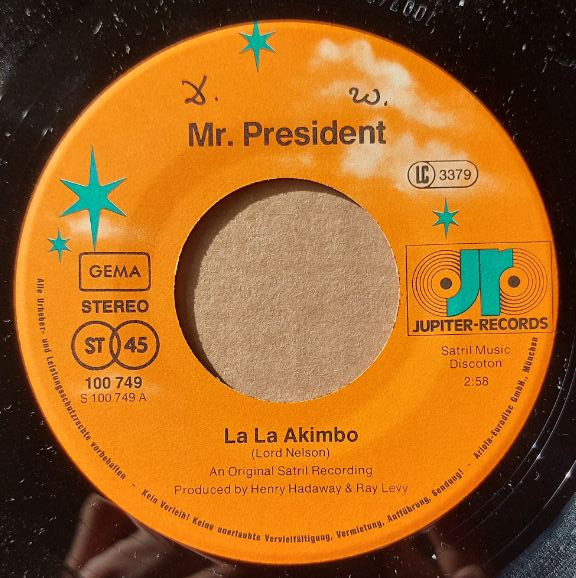 D. W.
Mr. President
LC 3379
GEMA
STEREO
ST 45
100 749
S 100 749 A
jr
JUPITER-RECORDS
Satril Music
Discoton
2:58
La La Akimbo
(Lord Nelson)
An Original Satril Recording
Produced by Henry Hadaway & Ray Levy
Alle Urheber- und Leistungsschutzrechte vorbehalten - Kein Verleih! Keine unerlaubte Vervielfältigung, Vermietung, Aufführung, Sendung! - Ariola-Eurodisc GmbH., München